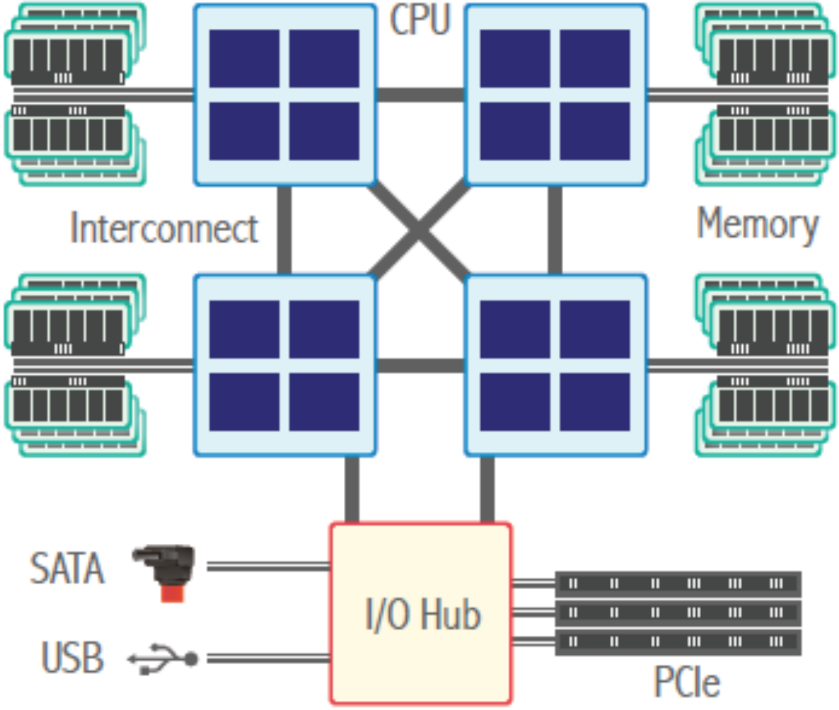 CPU
Interconnect
Memory
SATA
I/O Hub
USB
PCIe